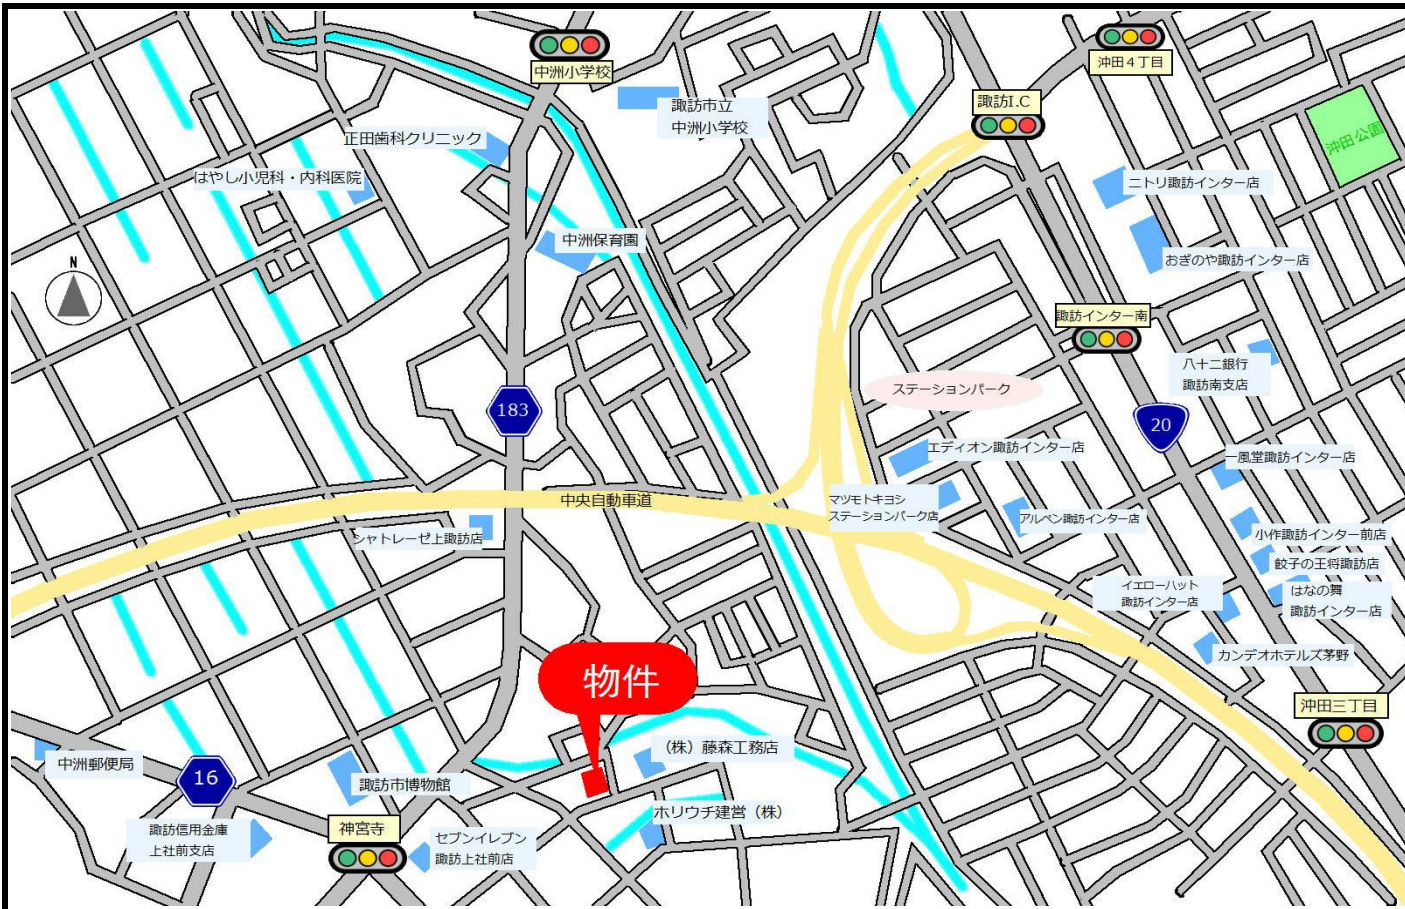 中洲小学校
沖田４丁目
諏訪I.C
諏訪市立
中洲小学校
正田歯科クリニック
沖田公園
はやし小児科・内科医院
ニトリ諏訪インター店
中洲保育園
おぎのや諏訪インター店
N
諏訪インター南
八十二銀行
諏訪南支店
ステーションパーク
183
20
エディオン諏訪インター店
一風堂諏訪インター店
中央自動車道
マツモトキヨシ
ステーションパーク店
アルペン諏訪インター店
シャトレーゼ上諏訪店
小作諏訪インター前店
餃子の王将諏訪店
イエローハット
諏訪インター店
はなの舞
諏訪インター店
カンデオホテルズ茅野
物件
沖田三丁目
（株）藤森工務店
中洲郵便局
16
諏訪市博物館
ホリウチ建営（株）
諏訪信用金庫
上社前支店
神宮寺
セブンイレブン
諏訪上社前店